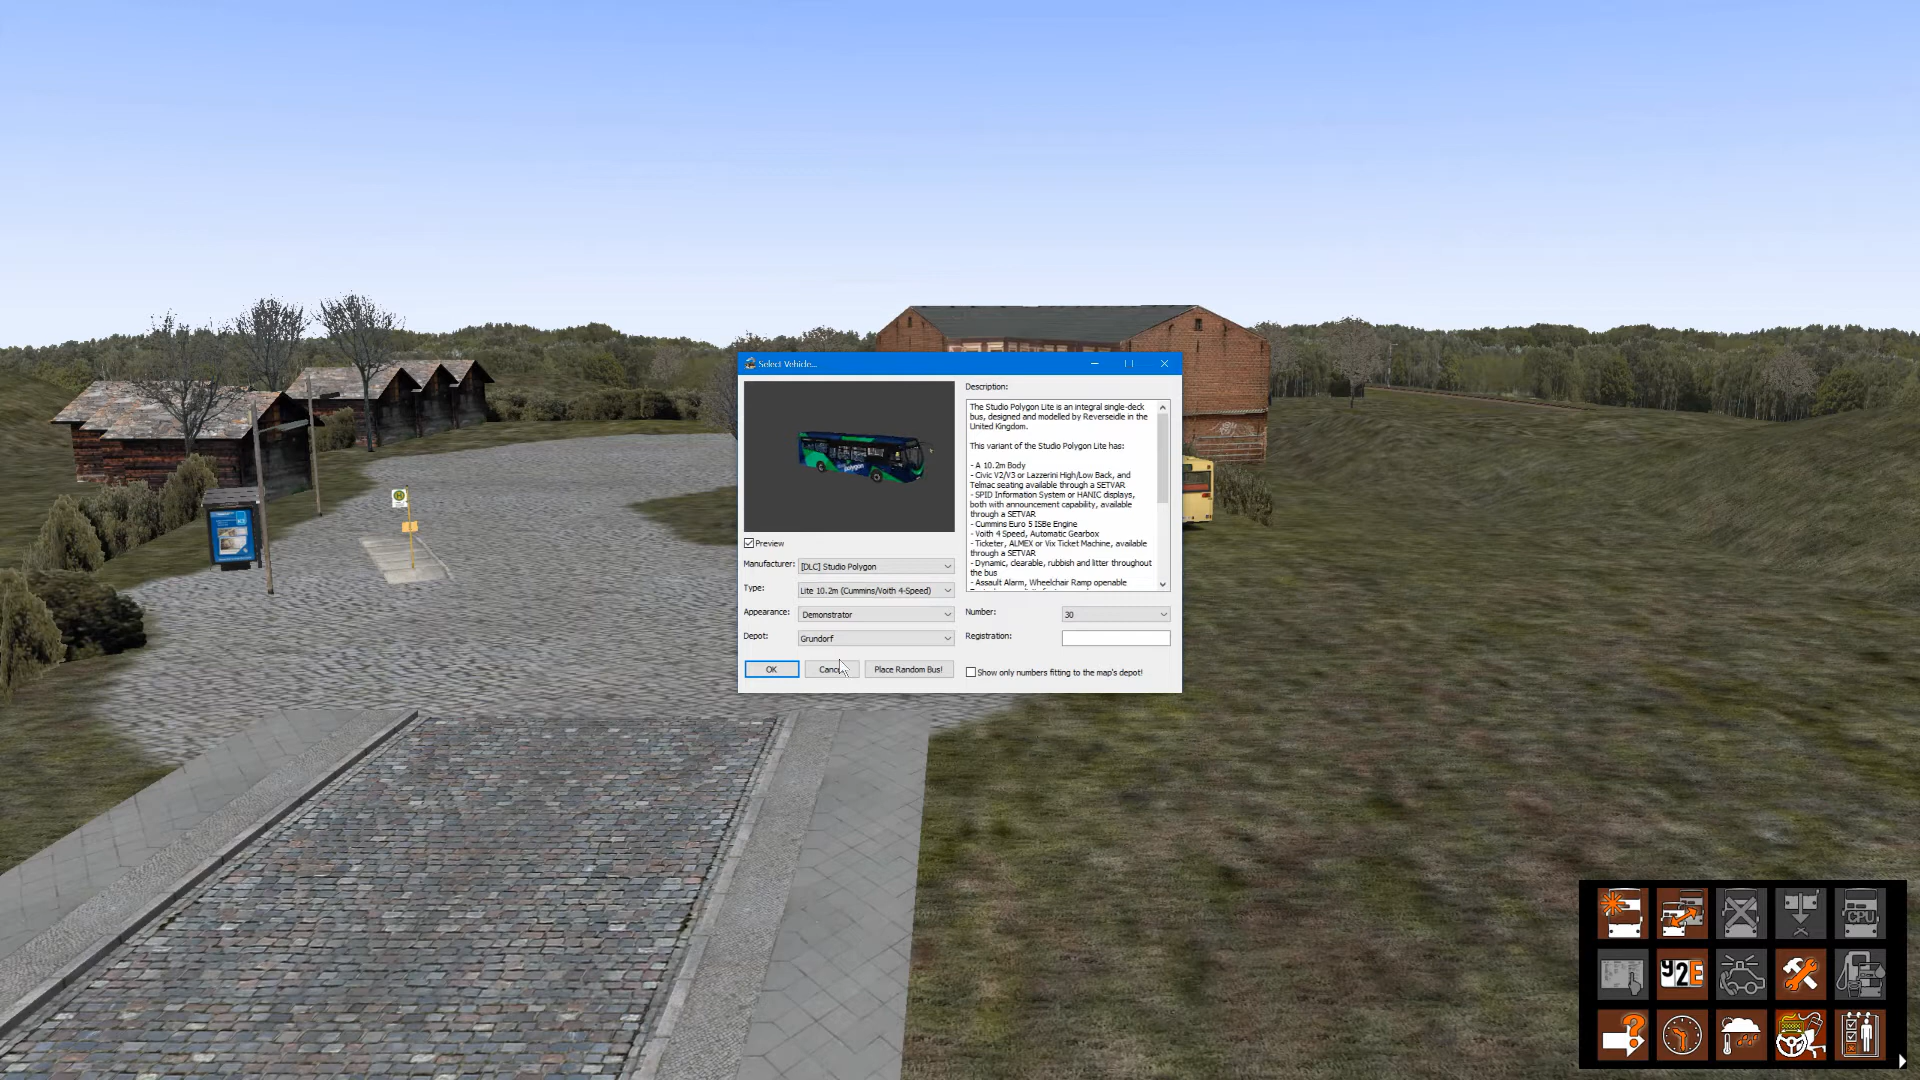 Select Vehicle...
Description:
The Studio Polygon Lite is an integral single-deck
bus, designed and modelled by Reverseidle in the
United Kingdom.
This variant of the Studio Polygon Lite has:
- A 10.2m Body
- Civic V2/V3 or Lazzerini High/Low Back, and
Telmac seating available through a SETVAR
- SPID Information System or HANIC displays,
both with announcement capability, available
through a SETVAR
- Cummins Euro 5 ISBe Engine
- Voith 4 Speed, Automatic Gearbox
- Ticketer, ALMEX or Vix Ticket Machine, available
through a SETVAR
- Dynamic, clearable, rubbish and litter throughout
the bus
- Assault Alarm, Wheelchair Ramp openable
polygon
Preview
Manufacturer: [DLC] Studio Polygon
Type: Lite 10.2m (Cummins/Voith 4-Speed)
Appearance: Demonstrator
Number: 30
Depot: Grundorf
Registration:
OK
Cancel
Place Random Bus!
Show only numbers fitting to the map's depot!
H
CPU
Y2E
?